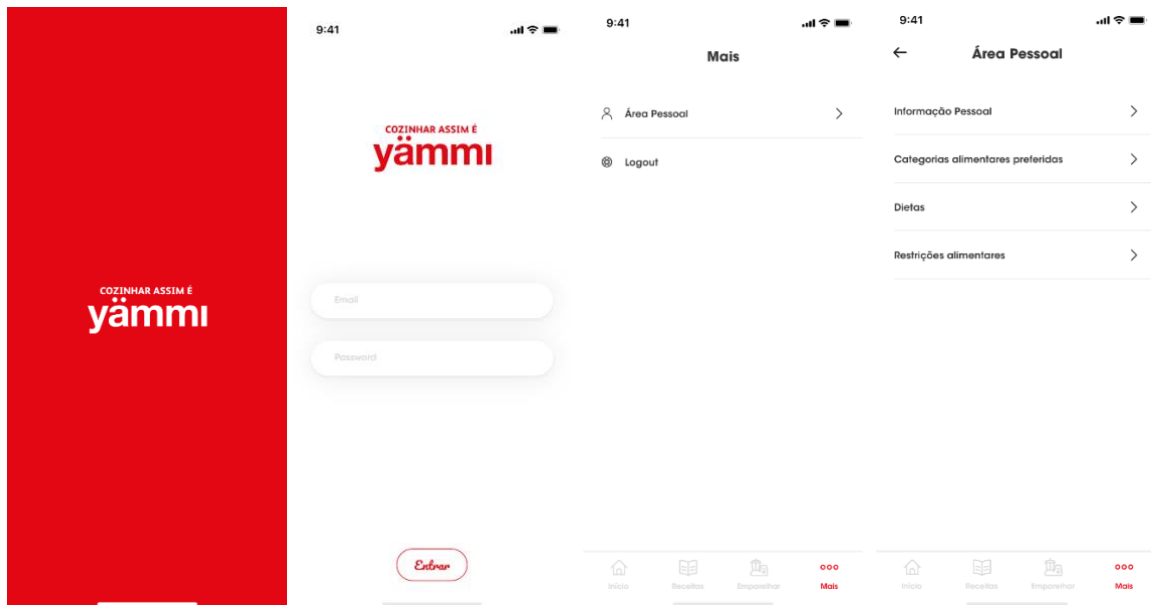 COZINHAR ASSIM É
yämmı
9:41
COZINHAR ASSIM É
yämmı
Email
Password
Entrar
9:41
Mais
Área Pessoal
Logout
Início
Receitas
Emparelhar
Mais
9:41
Área Pessoal
Informação Pessoal
Categorias alimentares preferidas
Dietas
Restrições alimentares
Início
Receitas
Emparelhar
Mais